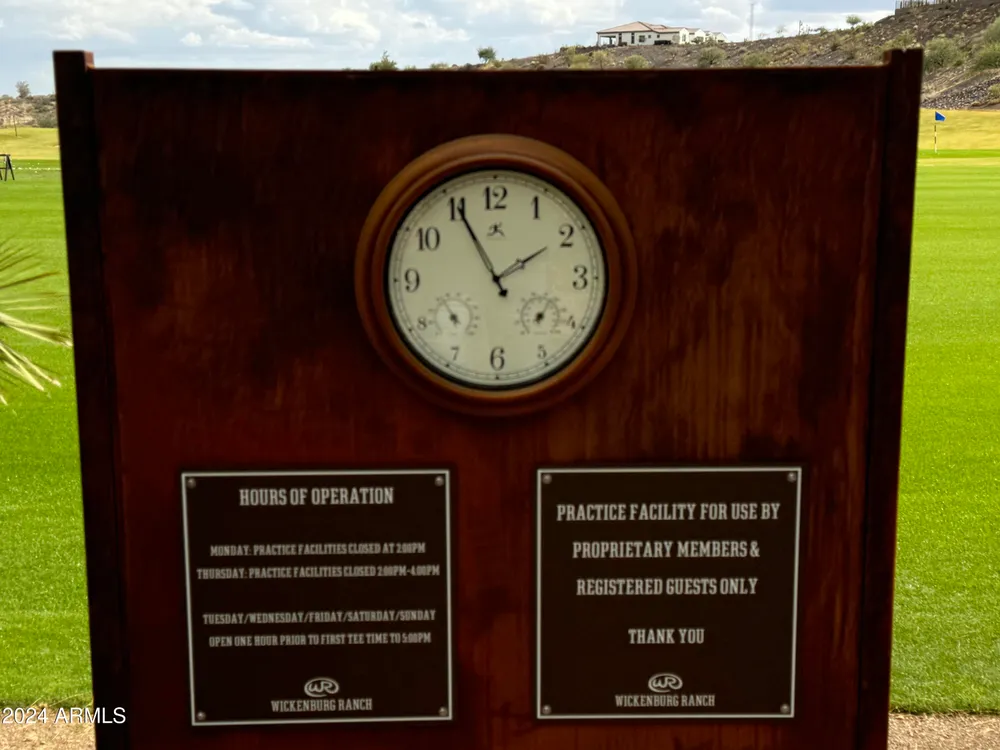 12
11 1
10 2
9 3
8 4
7 5
6
HOURS OF OPERATION
MONDAY: PRACTICE FACILITIES CLOSED AT 2:00PM
THURSDAY: PRACTICE FACILITIES CLOSED 2:00PM-4:00PM
TUESDAY/WEDNESDAY/FRIDAY/SATURDAY/SUNDAY
OPEN ONE HOUR PRIOR TO FIRST TEE TIME TO 5:00PM
WR
WICKENBURG RANCH
PRACTICE FACILITY FOR USE BY
PROPRIETARY MEMBERS &
REGISTERED GUESTS ONLY
THANK YOU
WR
WICKENBURG RANCH
2024 ARMLS